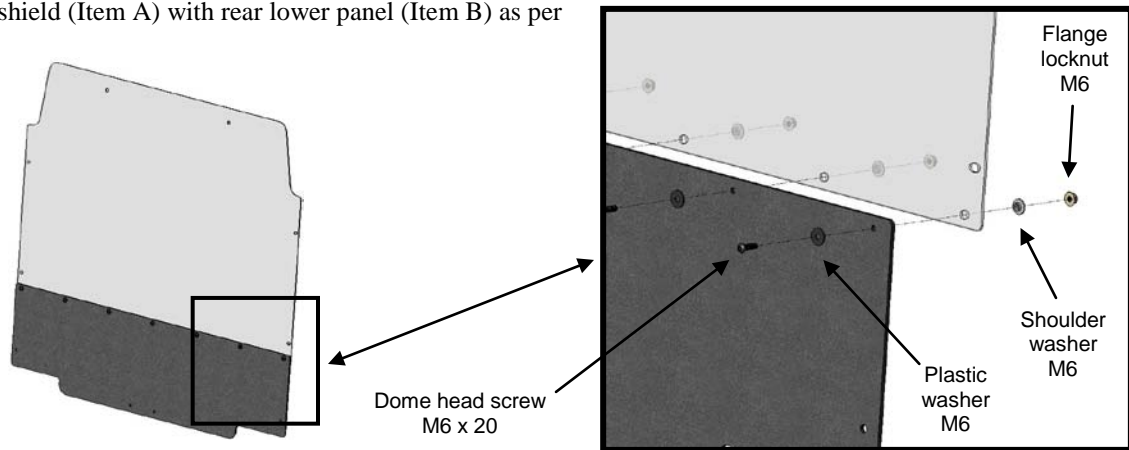 shield (Item A) with rear lower panel (Item B) as per
Flange
locknut
M6
Shoulder
washer
M6
Plastic
washer
M6
Dome head screw
M6 x 20